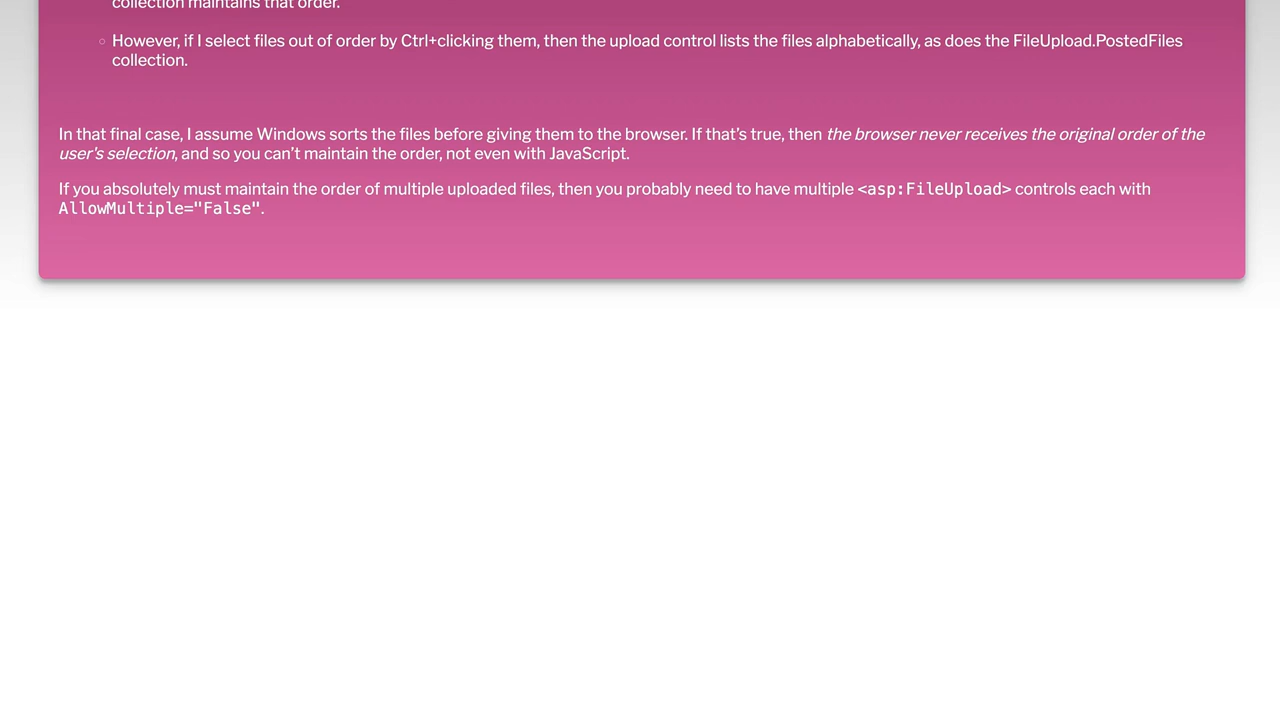 collection maintains that order.
However, if I select files out of order by Ctrl+clicking them, then the upload control lists the files alphabetically, as does the FileUpload.PostedFiles
collection.
In that final case, I assume Windows sorts the files before giving them to the browser. If that’s true, then the browser never receives the original order of the
user’s selection, and so you can’t maintain the order, not even with JavaScript.
If you absolutely must maintain the order of multiple uploaded files, then you probably need to have multiple <asp:FileUpload> controls each with
AllowMultiple="False".